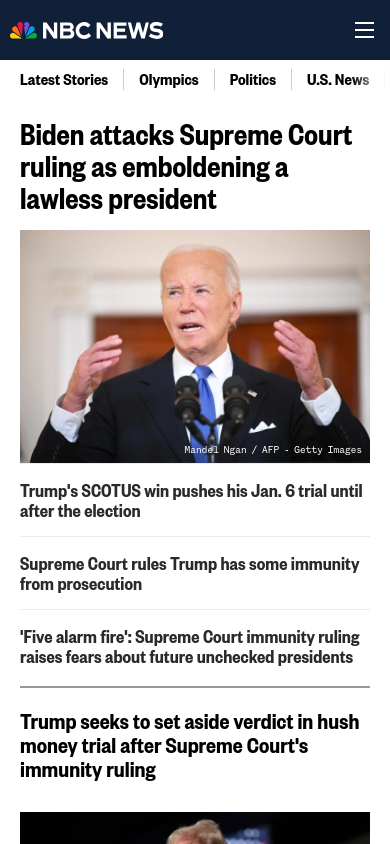 NBC NEWS
Latest Stories
Olympics
Politics
U.S. News
Biden attacks Supreme Court
ruling as emboldening a
lawless president
Mandel Ngan / AFP - Getty Images
Trump's SCOTUS win pushes his Jan. 6 trial until
after the election
Supreme Court rules Trump has some immunity
from prosecution
'Five alarm fire': Supreme Court immunity ruling
raises fears about future unchecked presidents
Trump seeks to set aside verdict in hush
money trial after Supreme Court's
immunity ruling